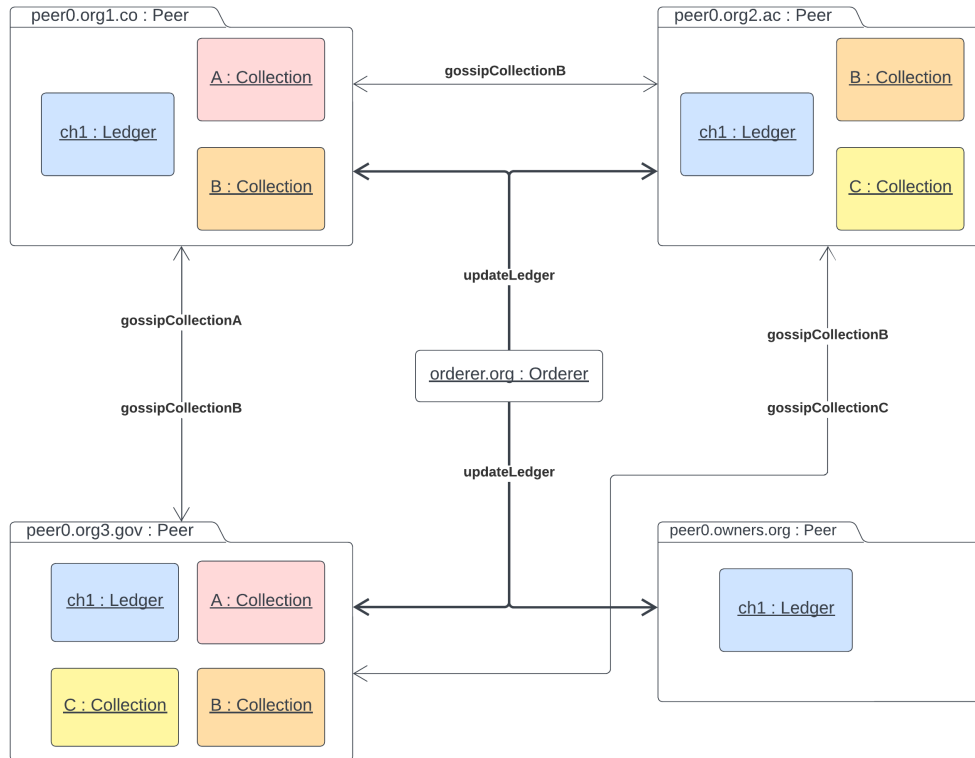 peer0.org1.co : Peer
A : Collection
ch1 : Ledger
B : Collection
gossipCollectionB
peer0.org2.ac : Peer
B : Collection
ch1 : Ledger
C : Collection
updateLedger
gossipCollectionA
gossipCollectionB
orderer.org : Orderer
gossipCollectionB
gossipCollectionC
updateLedger
peer0.org3.gov : Peer
ch1 : Ledger
A : Collection
C : Collection
B : Collection
peer0.owners.org : Peer
ch1 : Ledger